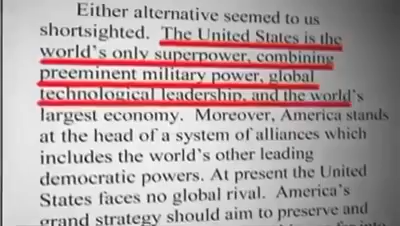 Either alternative seemed to us
shortsighted. The United States is the
world's only superpower, combining
preeminent military power, global
technological leadership, and the world's
largest economy. Moreover, America stands
at the head of a system of alliances which
includes the world's other leading
democratic powers. At present the United
States faces no global rival. America's
grand strategy should aim to preserve and